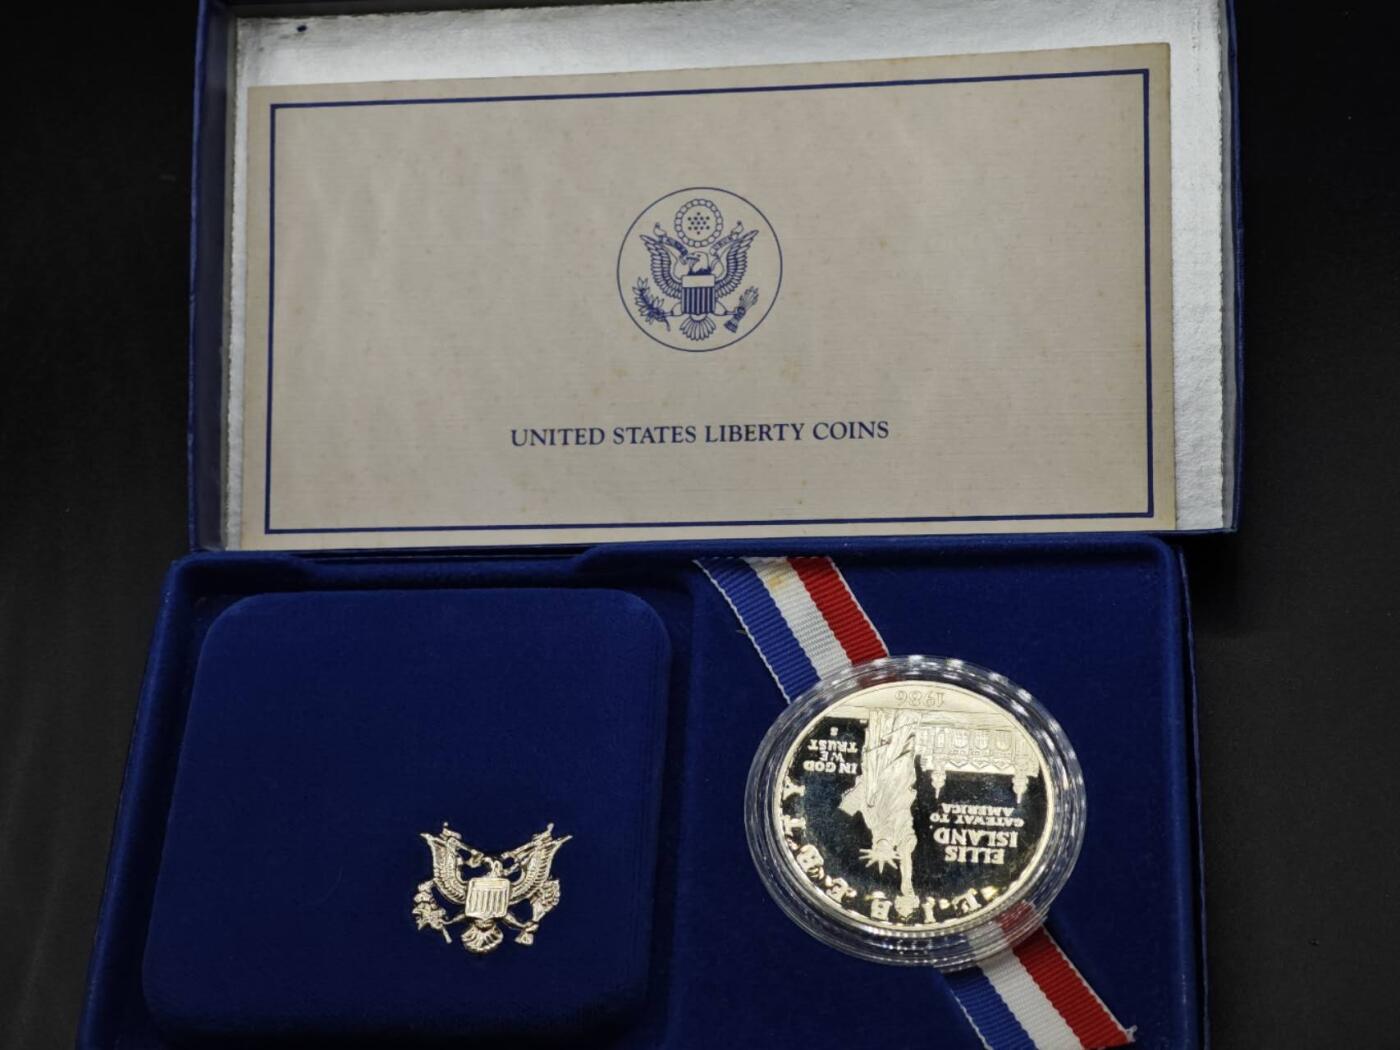 UNITED STATES LIBERTY COINS
LIBERTY
ELLIS
ISLAND
GATEWAY TO
AMERICA
IN GOD
WE
TRUST
S
1986